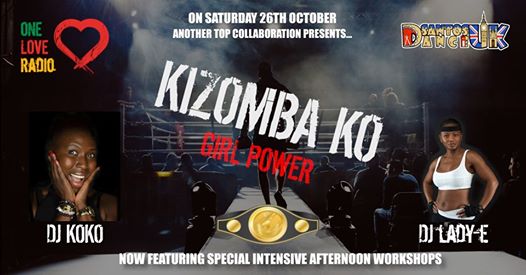 ON SATURDAY 26TH OCTOBER
ANOTHER TOP COLLABORATION PRESENTS...
ONE
LOVE
RADIO.
SANTOS
DANCE UK
KIZOMBA KO
GIRL POWER
DJ KOKO
DJ LADY E
NOW FEATURING SPECIAL INTENSIVE AFTERNOON WORKSHOPS